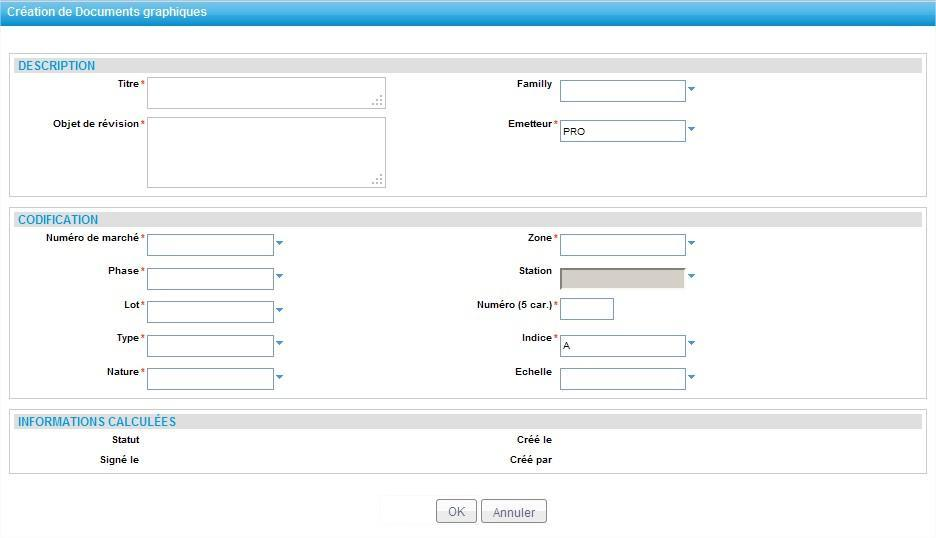 Création de Documents graphiques
DESCRIPTION
Titre *
Familly
Objet de révision *
Emetteur * PRO
CODIFICATION
Numéro de marché *
Zone *
Phase *
Station
Lot *
Numéro (5 car.) *
Type *
Indice * A
Nature *
Echelle
INFORMATIONS CALCULÉES
Statut
Créé le
Signé le
Créé par
OK
Annuler